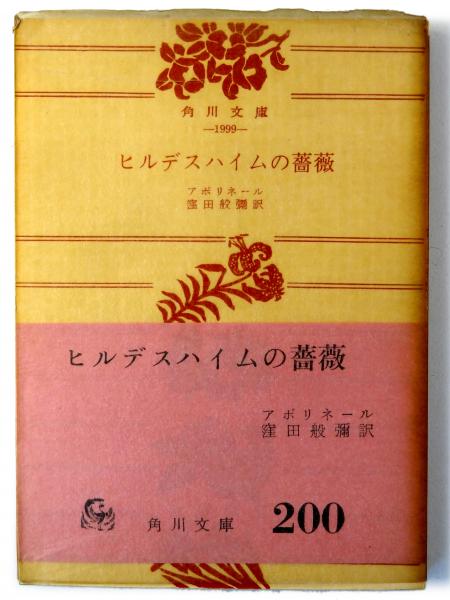 角川文庫
—1999—
ヒルデスハイムの薔薇
アポリネール
窪田般彌訳
ヒルデスハイムの薔薇
アポリネール
窪田般彌訳
角川文庫 200